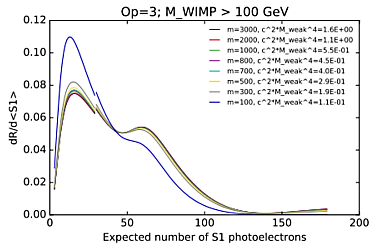 Op=3; M_WIMP > 100 GeV
m=3000, c^2*M_weak^4=1.6E+00
m=2000, c^2*M_weak^4=1.1E+00
m=1000, c^2*M_weak^4=5.5E-01
m=800, c^2*M_weak^4=4.5E-01
m=700, c^2*M_weak^4=4.0E-01
m=500, c^2*M_weak^4=2.9E-01
m=300, c^2*M_weak^4=1.9E-01
m=100, c^2*M_weak^4=1.1E-01
dR/d<S1>
0.12
0.10
0.08
0.06
0.04
0.02
0.00
0 50 100 150 200
Expected number of S1 photoelectrons